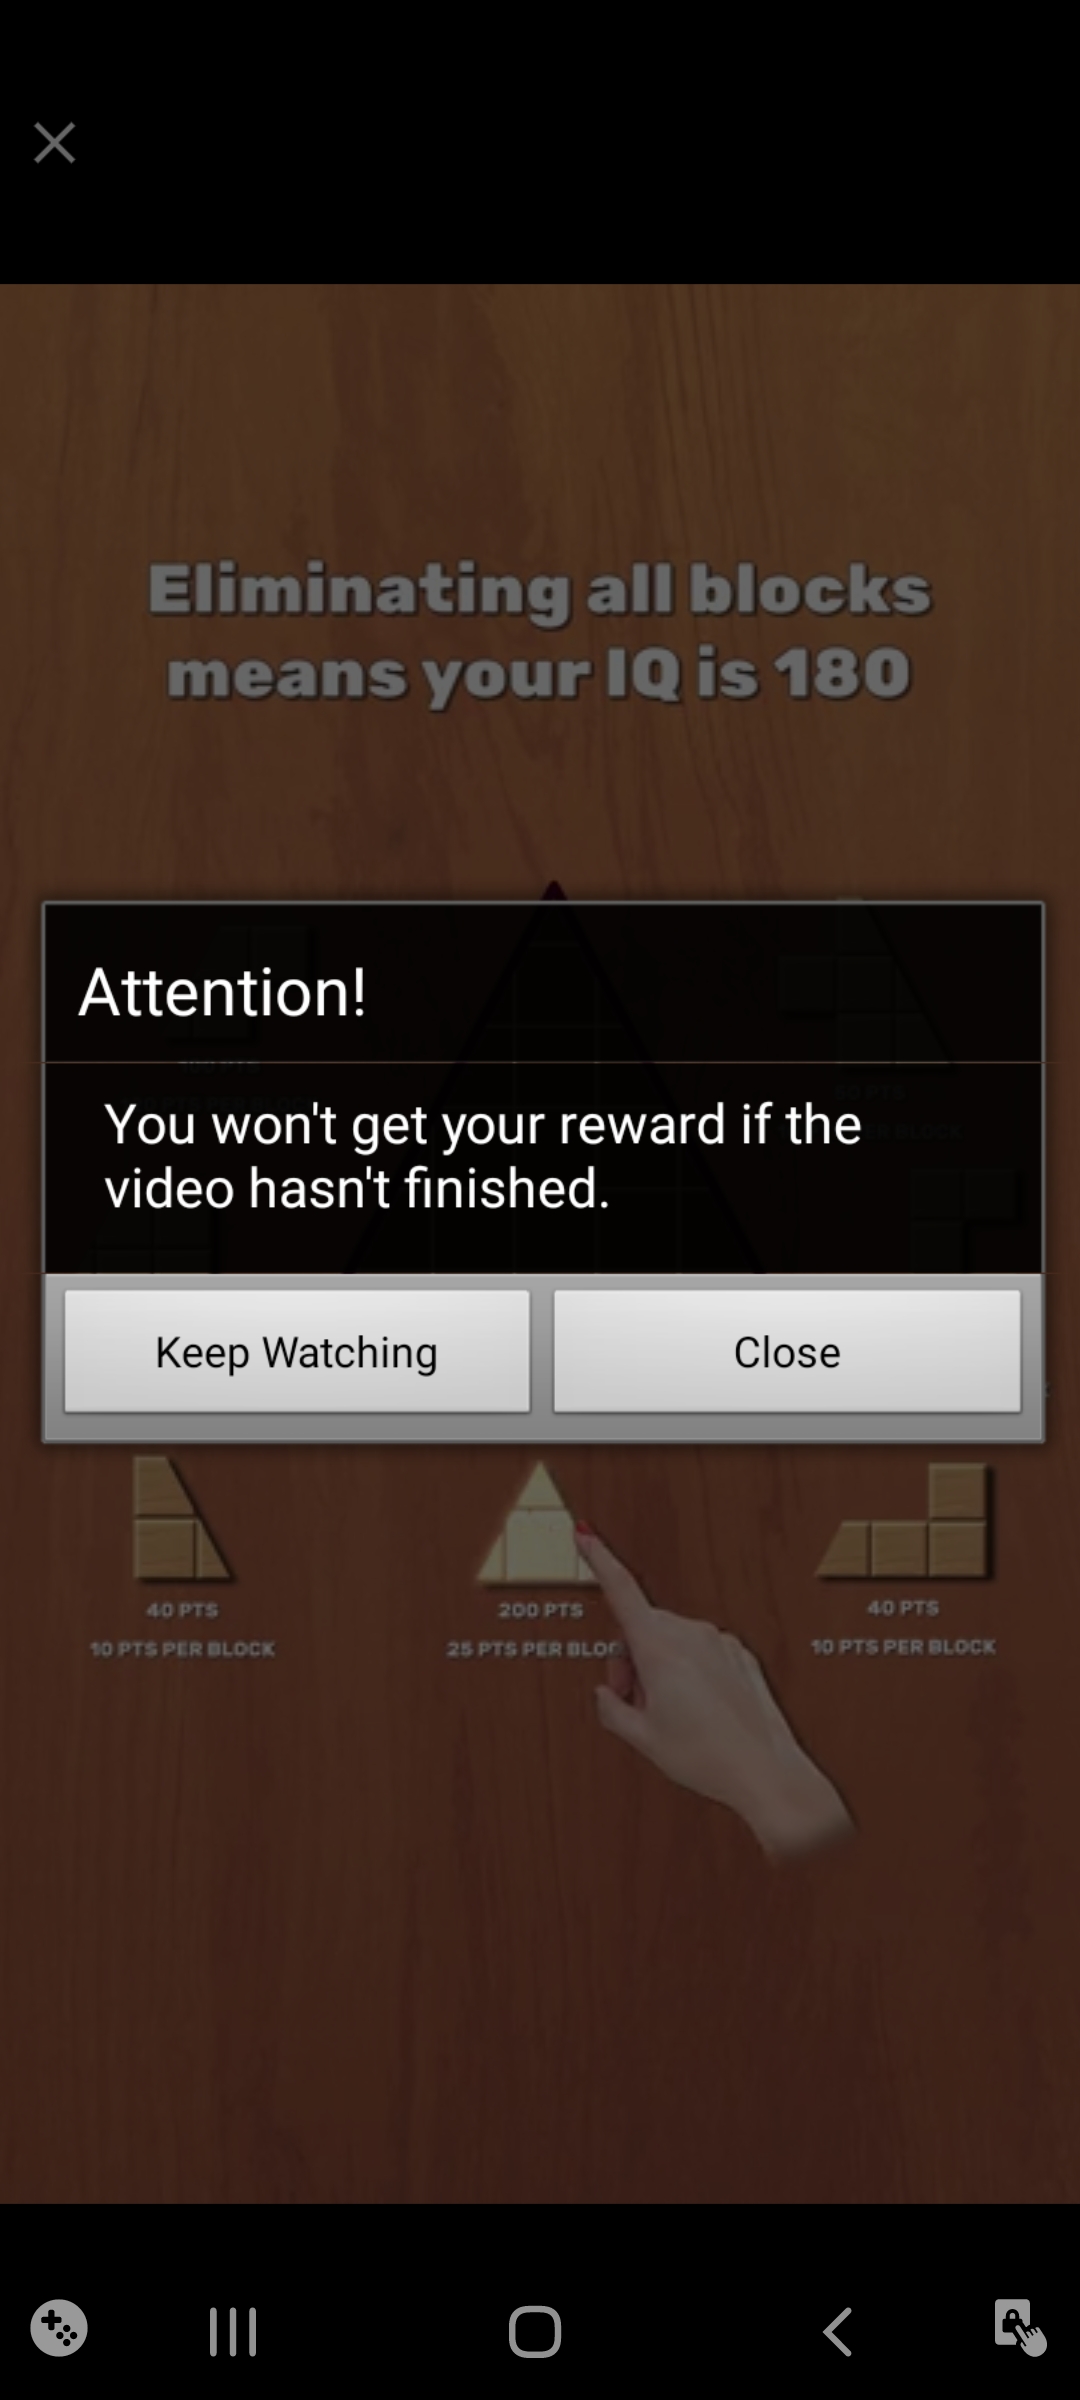 Eliminating all blocks
means your IQ is 180
Attention!
You won't get your reward if the
video hasn't finished.
Keep Watching
Close
40 PTS
10 PTS PER BLOCK
200 PTS
25 PTS PER BLOC
40 PTS
10 PTS PER BLOCK